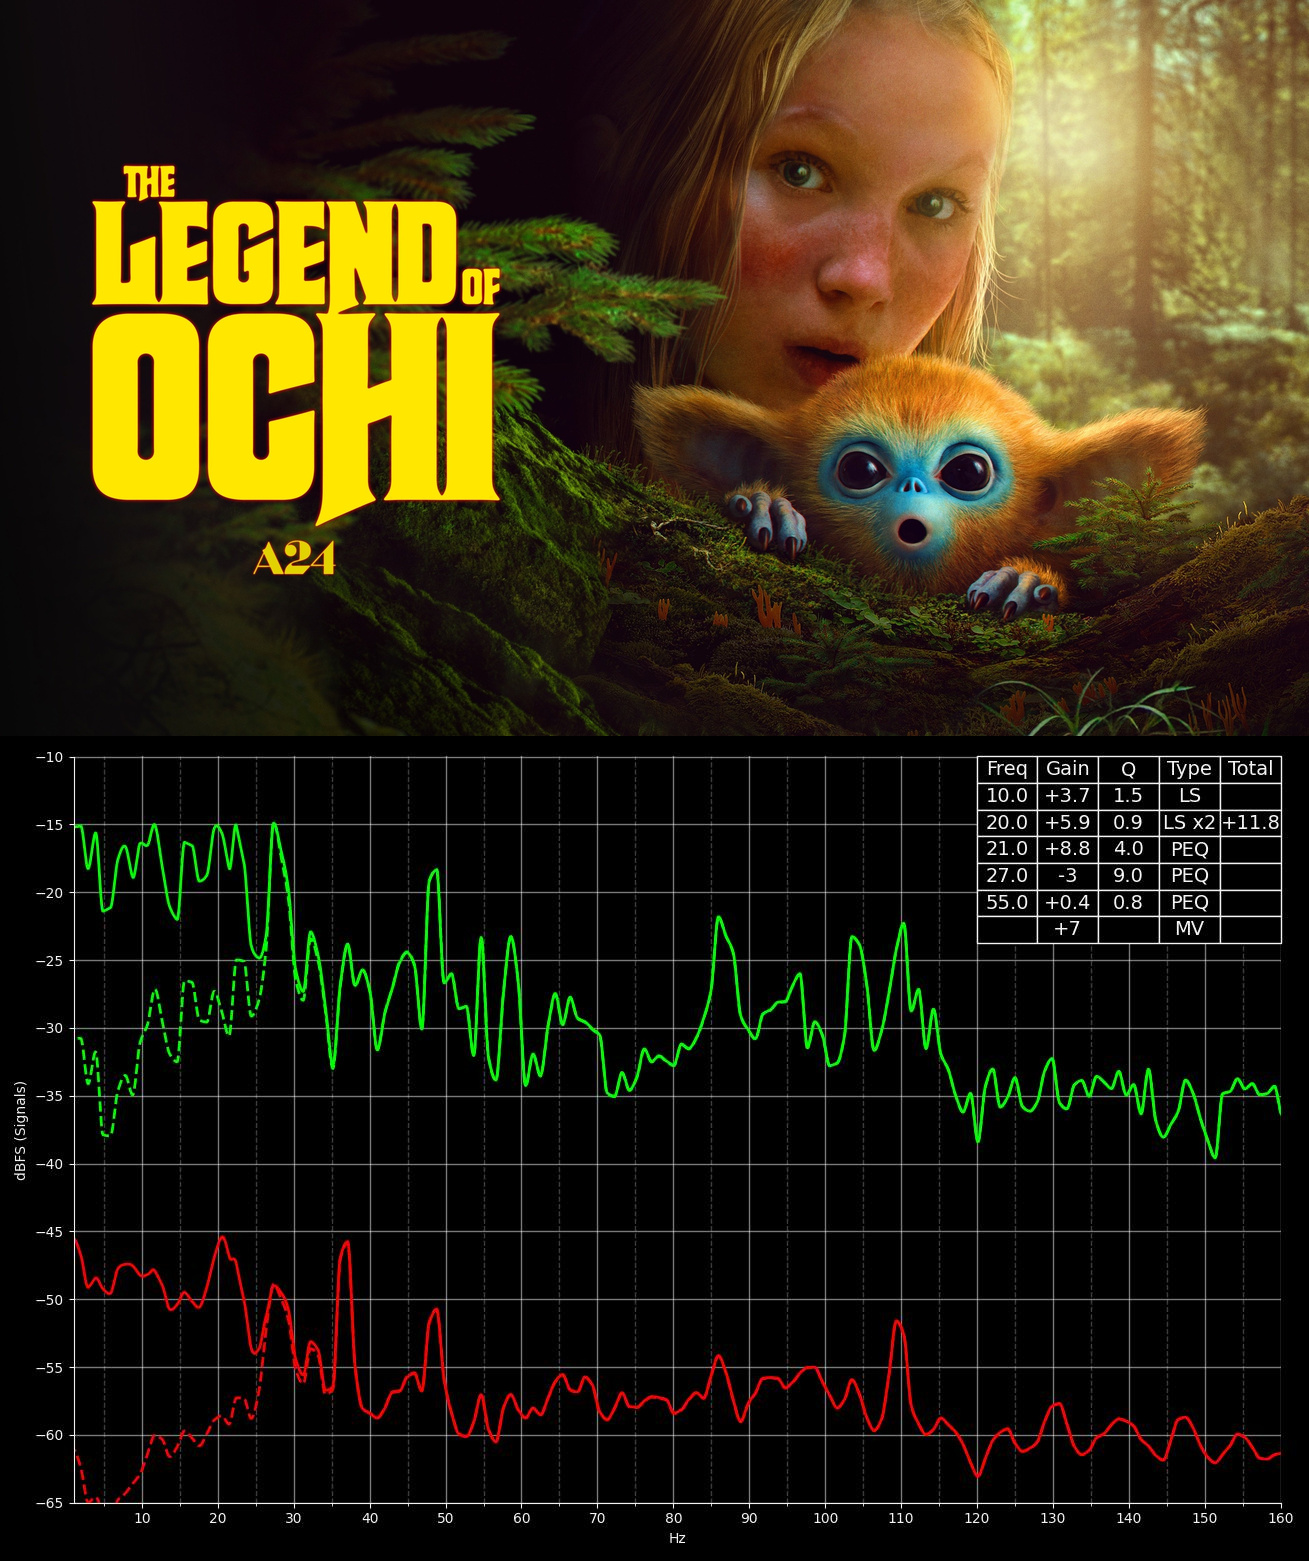 THE
LEGEND OF
OCHI
A24
Freq Gain Q Type Total
10.0 +3.7 1.5 LS
20.0 +5.9 0.9 LS x2 +11.8
21.0 +8.8 4.0 PEQ
27.0 -3 9.0 PEQ
55.0 +0.4 0.8 PEQ
+7 MV
−10
−15
−20
−25
−30
−35
−40
−45
−50
−55
−60
−65
dBFS (Signals)
10 20 30 40 50 60 70 80 90 100 110 120 130 140 150 160
Hz